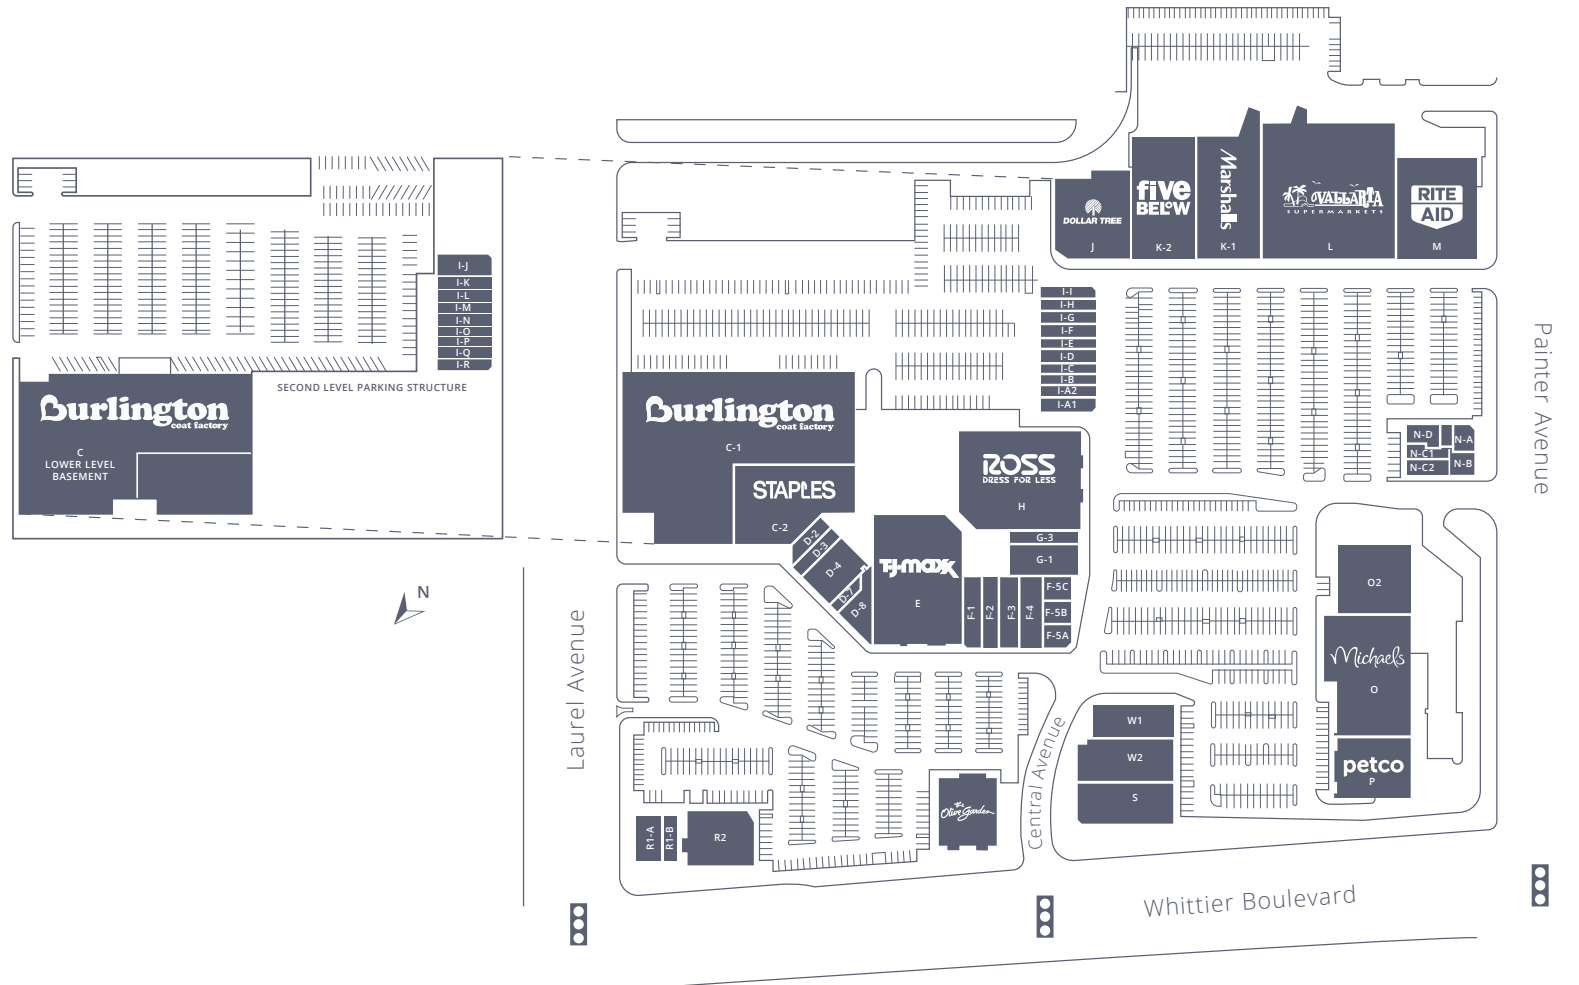 I-J
I-K
I-L
I-M
I-N
I-O
I-P
I-Q
I-R
SECOND LEVEL PARKING STRUCTURE
Burlington
coat factory
C
LOWER LEVEL
BASEMENT
N
Burlington
coat factory
C-1
STAPLES
C-2
D-2
D-3
D-4
D-7
D-8
TJ-maxx
E
F-1
F-2
F-3
F-4
F-5C
F-5B
F-5A
G-3
G-1
ROSS
DRESS FOR LESS
H
I-I
I-H
I-G
I-F
I-E
I-D
I-C
I-B
I-A2
I-A1
DOLLAR TREE
J
five
BELOW
K-2
Marshalls
K-1
VALLARTA
SUPERMARKETS
L
RITE
AID
M
N-D
N-A
N-C1
N-C2
N-B
O2
Michaels
O
petco
P
W1
W2
S
the
Olive Garden
R1-A
R1-B
R2
Laurel Avenue
Central Avenue
Painter Avenue
Whittier Boulevard